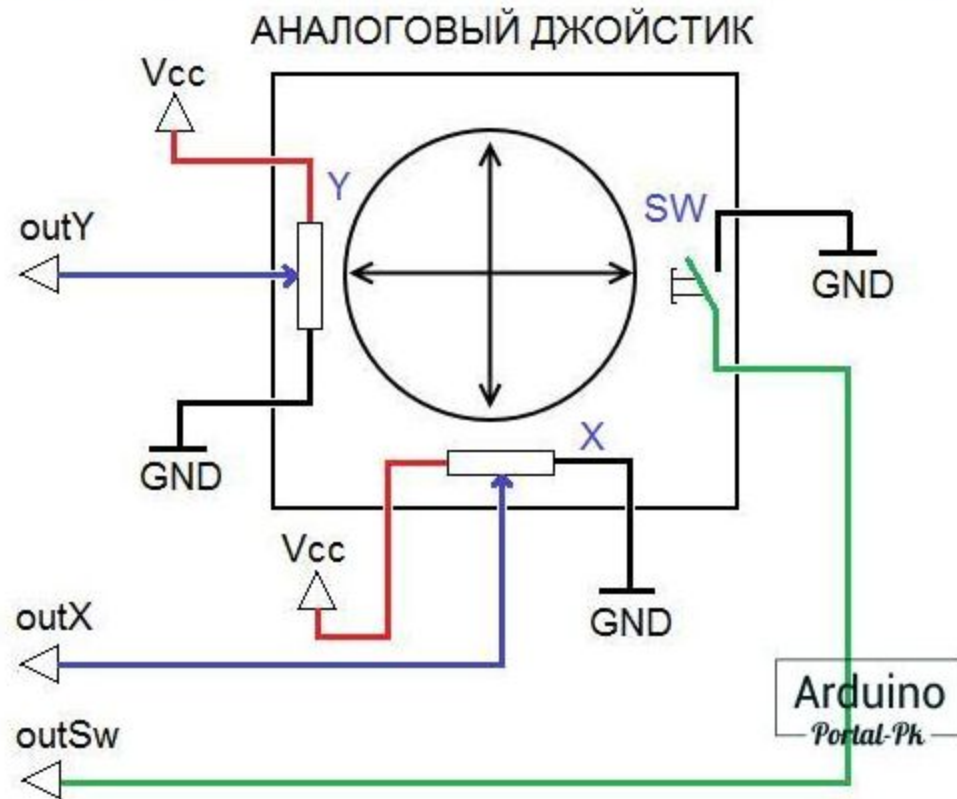 АНАЛОГОВЫЙ ДЖОЙСТИК
Vcc
Y
SW
outY
GND
GND
X
Vcc
outX
GND
Arduino
Portal-Pk
outSw